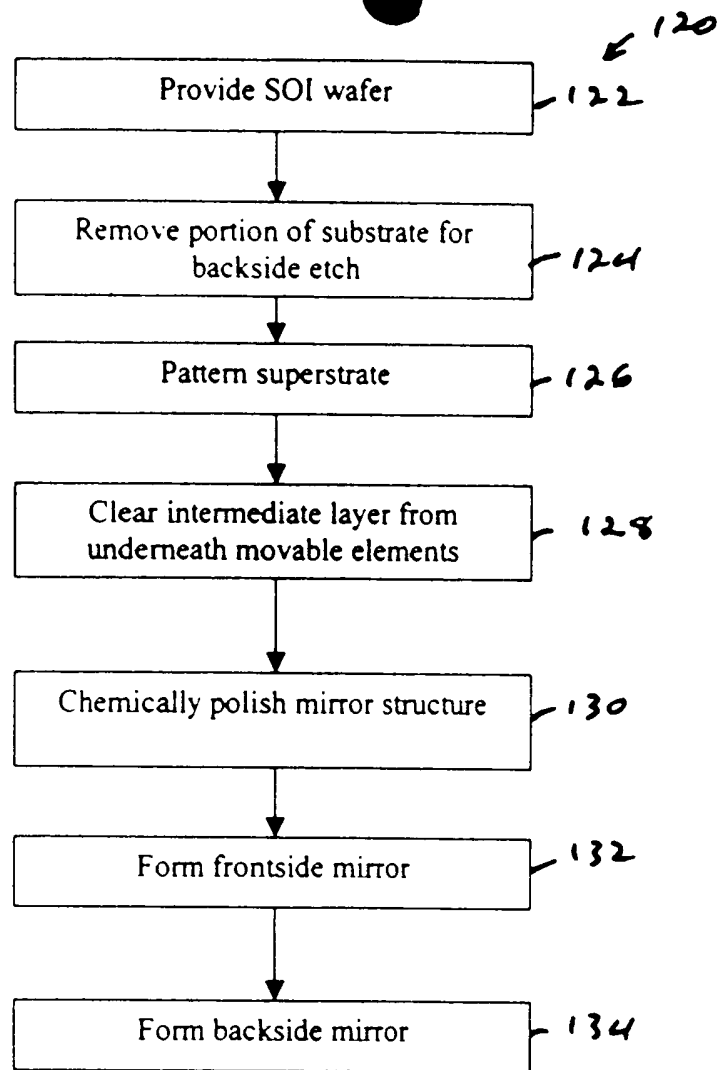 120
Provide SOI wafer
122
Remove portion of substrate for
backside etch
124
Pattern superstrate
126
Clear intermediate layer from
underneath movable elements
128
Chemically polish mirror structure
130
Form frontside mirror
132
Form backside mirror
134